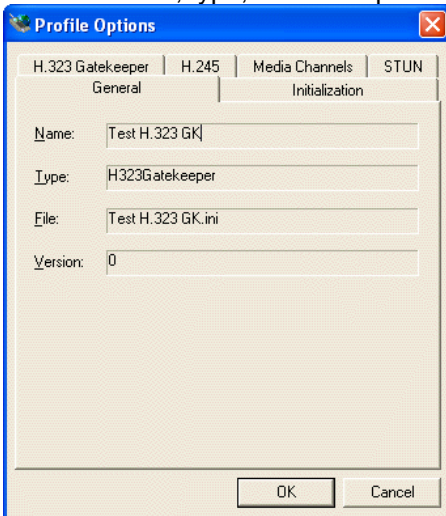 Profile Options
H.323 Gatekeeper H.245 Media Channels STUN
General Initialization
Name: Test H.323 GK
Type: H323Gatekeeper
File: Test H.323 GK.ini
Version: 0
OK Cancel